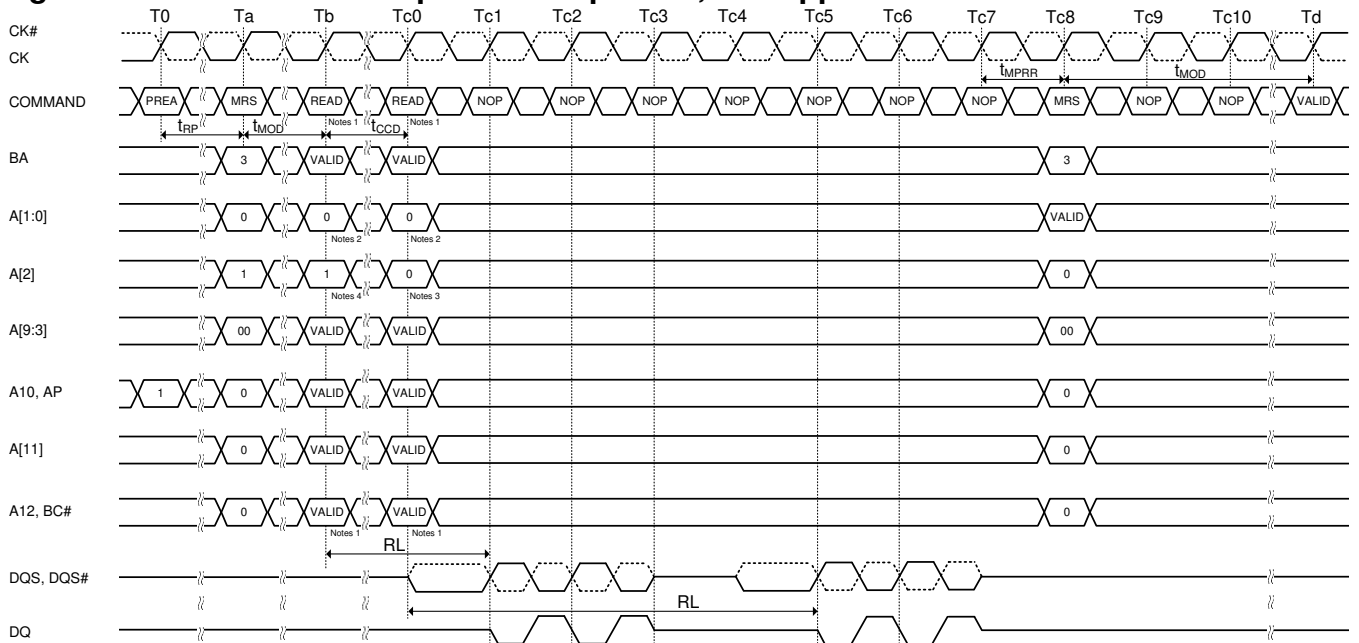 T0 Ta Tb Tc0 Tc1 Tc2 Tc3 Tc4 Tc5 Tc6 Tc7 Tc8 Tc9 Tc10 Td
CK#
CK
tMPRR tMOD
COMMAND PREA MRS READ READ NOP NOP NOP NOP NOP NOP NOP MRS NOP NOP VALID
Notes 1 Notes 1
tRP tMOD tCCD
BA 3 VALID VALID 3
A[1:0] 0 0 0 VALID
Notes 2 Notes 2
A[2] 1 1 0 0
Notes 4 Notes 3
A[9:3] 00 VALID VALID 00
A10, AP 1 0 VALID VALID 0
A[11] 0 VALID VALID 0
A12, BC# 0 VALID VALID 0
Notes 1 Notes 1
RL
DQS, DQS#
RL
DQ